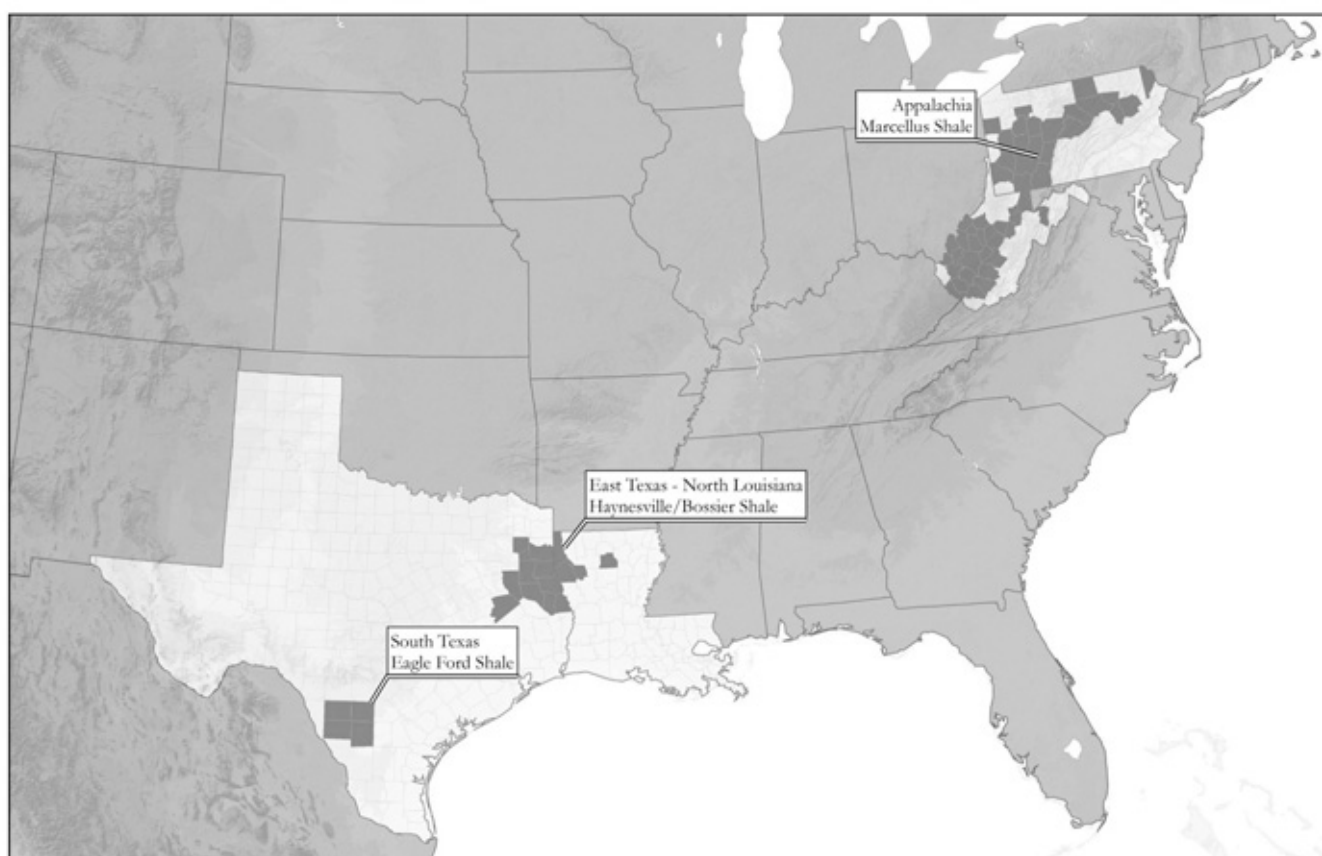 Appalachia
Marcellus Shale
East Texas - North Louisiana
Haynesville/Bossier Shale
South Texas
Eagle Ford Shale